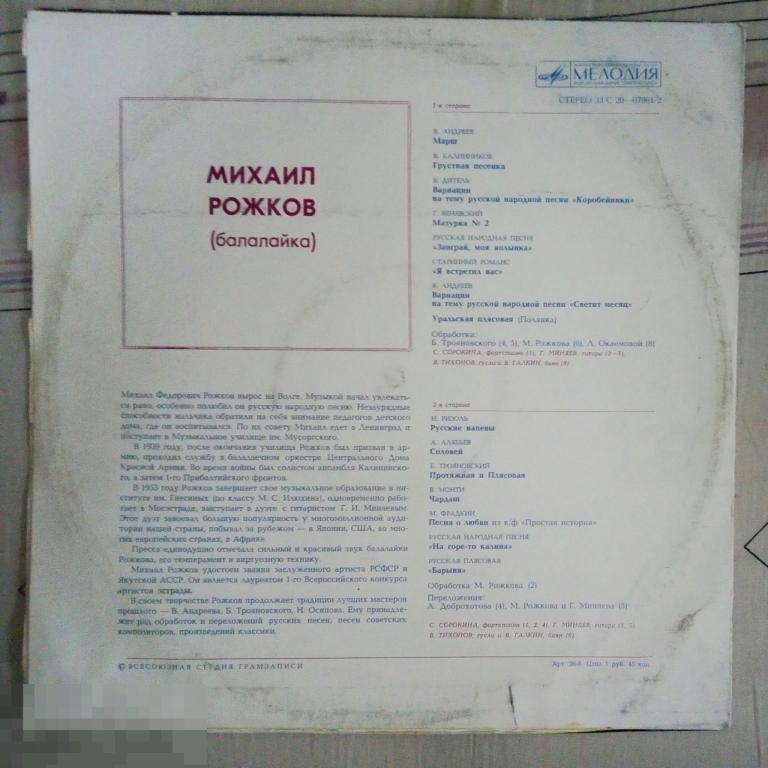 МЕЛОДИЯ
СТЕРЕО 33 С 20—07061-2
МИХАИЛ
РОЖКОВ
(балалайка)
1-я сторона
В. АНДРЕЕВ
Марш
В. КАЛИННИКОВ
Грустная песенка
В. ДИТЕЛЬ
Вариации
на тему русской народной песни «Коробейники»
Г. ВЕНЯВСКИЙ
Мазурка № 2
РУССКАЯ НАРОДНАЯ ПЕСНЯ
«Заиграй, моя волынка»
СТАРИННЫЙ РОМАНС
«Я встретил вас»
В. АНДРЕЕВ
Вариации
на тему русской народной песни «Светит месяц»
Уральская плясовая (Полянка)
Обработки:
Б. Трояновского (4, 5), М. Рожкова (6), Л. Окаемовой (8)
С. СОРОКИНА, фортепиано (1), Г. МИНЯЕВ, гитара (2—7),
В. ТИХОНОВ, гусли и В. ГАЛКИН, баян (8)
Михаил Федорович Рожков вырос на Волге. Музыкой начал увлекать-
ся рано, особенно полюбил он русскую народную песню. Незаурядные
способности мальчика обратили на себя внимание педагогов детского
дома, где он воспитывался. По их совету Михаил едет в Ленинград и
поступает в Музыкальное училище им. Мусоргского.
В 1939 году, после окончания училища Рожков был призван в ар-
мию, проходил службу в балалаечном оркестре Центрального Дома
Красной Армии. Во время войны был солистом ансамбля Калининско-
го, а затем 1-го Прибалтийского фронтов.
В 1953 году Рожков завершает свое музыкальное образование в ин-
ституте им. Гнесиных (по классу М. С. Илюхина), одновременно рабо-
тает в Мосэстраде, выступает в дуэте с гитаристом Г. И. Миняевым.
Этот дуэт завоевал большую популярность у многомиллионной ауди-
тории нашей страны, побывал за рубежом — в Японии, США, во мно-
гих европейских странах, в Африке.
Пресса единодушно отмечала сильный и красивый звук балалайки
Рожкова, его темперамент и виртуозную технику.
Михаил Рожков удостоен звания заслуженного артиста РСФСР и
Якутской АССР. Он является лауреатом 1-го Всероссийского конкурса
артистов эстрады.
В своем творчестве Рожков продолжает традиции лучших мастеров
прошлого — В. Андреева, Б. Трояновского, Н. Осипова. Ему принадле-
жит ряд обработок и переложений русских песен, песен советских
композиторов, произведений классики.
2-я сторона
Н. РИЗОЛЬ
Русские напевы
А. АЛЯБЬЕВ
Соловей
Б. ТРОЯНОВСКИЙ
Протяжная и Плясовая
В. МОНТИ
Чардаш
М. ФРАДКИН
Песня о любви из к/ф «Простая история»
РУССКАЯ НАРОДНАЯ ПЕСНЯ
«На горе-то калина»
РУССКАЯ ПЛЯСОВАЯ
«Барыня»
Обработка М. Рожкова (2)
Переложения:
А. Доброхотова (4), М. Рожкова и Г. Миняева (5)
С. СОРОКИНА, фортепиано (1, 2, 4), Г. МИНЯЕВ, гитара (3, 5),
В. ТИХОНОВ, гусли и В. ГАЛКИН, баян (6)
© ВСЕСОЮЗНАЯ СТУДИЯ ГРАМЗАПИСИ
Арт. 36-6. Цена 1 руб. 45 коп.